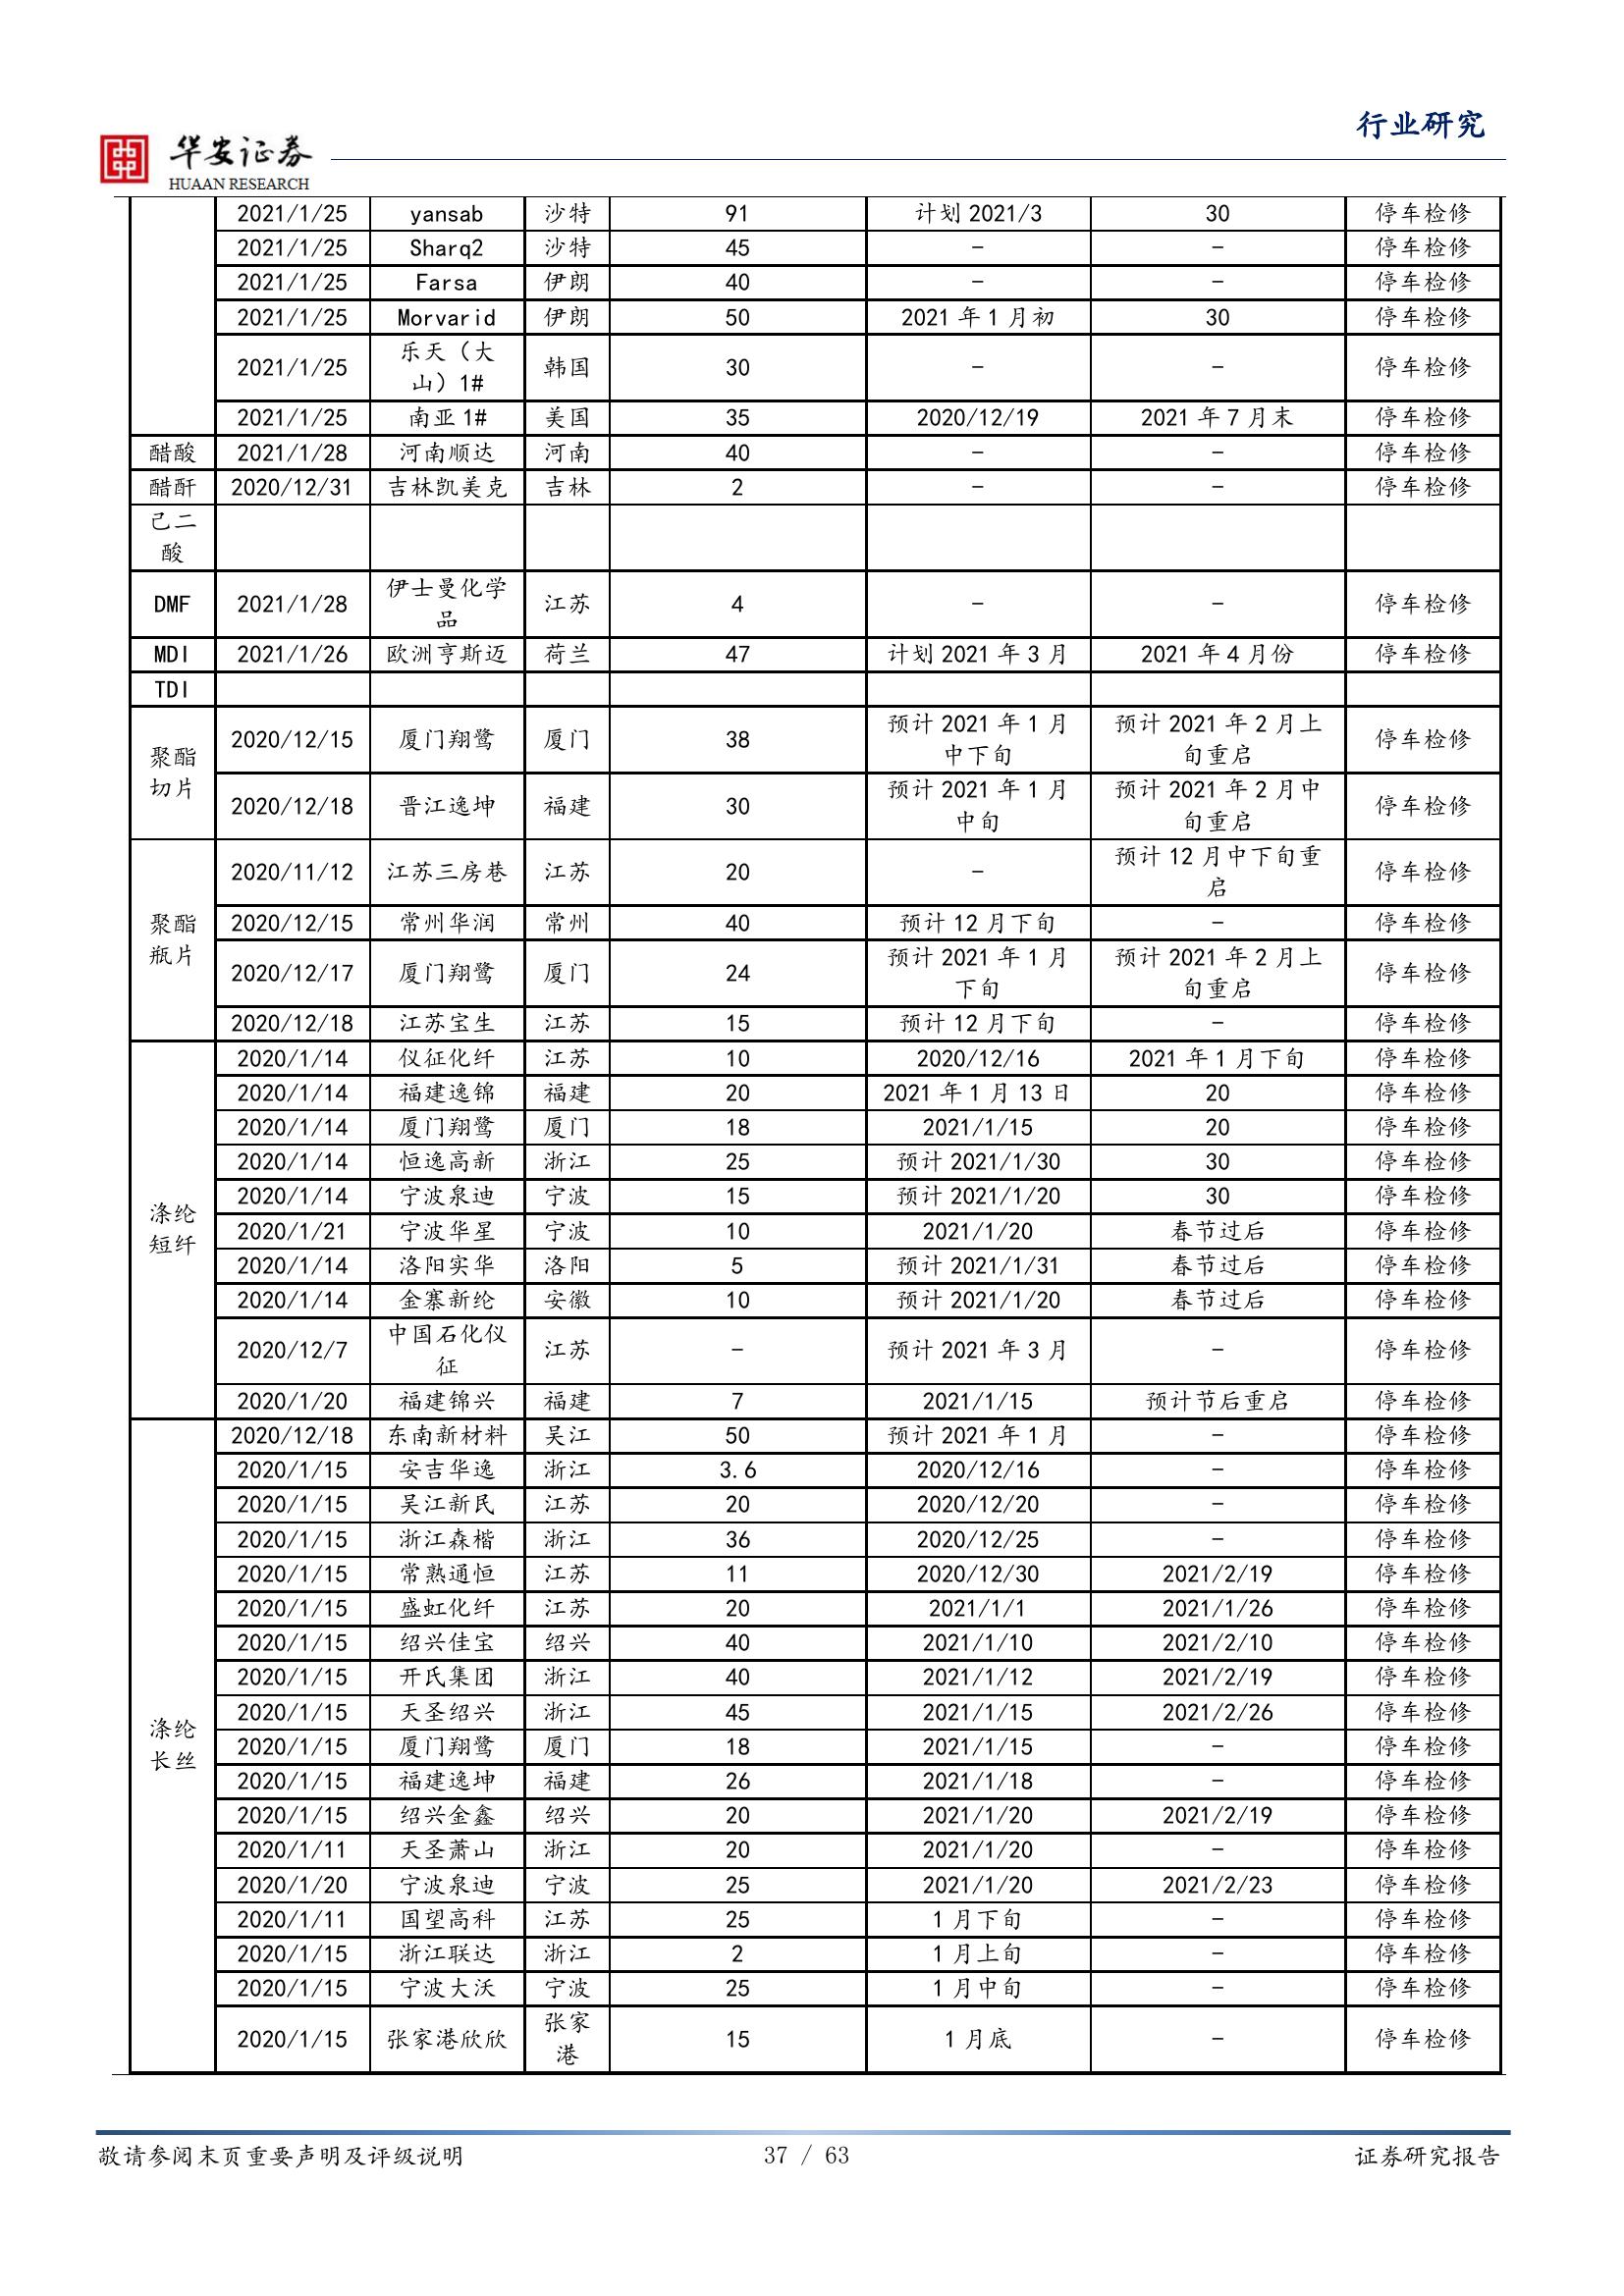 行业研究
华安证券
HUAAN RESEARCH
2021/1/25 yansab 沙特 91 计划 2021/3 30 停车检修
2021/1/25 Sharq2 沙特 45 - - 停车检修
2021/1/25 Farsa 伊朗 40 - - 停车检修
2021/1/25 Morvarid 伊朗 50 2021 年 1 月初 30 停车检修
2021/1/25 乐天（大
山）1# 韩国 30 - - 停车检修
2021/1/25 南亚 1# 美国 35 2020/12/19 2021 年 7 月末 停车检修
醋酸 2021/1/28 河南顺达 河南 40 - - 停车检修
醋酐 2020/12/31 吉林凯美克 吉林 2 - - 停车检修
己二
酸
DMF 2021/1/28 伊士曼化学
品 江苏 4 - - 停车检修
MDI 2021/1/26 欧洲亨斯迈 荷兰 47 计划 2021 年 3 月 2021 年 4 月份 停车检修
TDI
聚酯
切片
2020/12/15 厦门翔鹭 厦门 38 预计 2021 年 1 月
中下旬 预计 2021 年 2 月上
旬重启 停车检修
2020/12/18 晋江逸坤 福建 30 预计 2021 年 1 月
中旬 预计 2021 年 2 月中
旬重启 停车检修
聚酯
瓶片
2020/11/12 江苏三房巷 江苏 20 - 预计 12 月中下旬重
启 停车检修
2020/12/15 常州华润 常州 40 预计 12 月下旬 - 停车检修
2020/12/17 厦门翔鹭 厦门 24 预计 2021 年 1 月
下旬 预计 2021 年 2 月上
旬重启 停车检修
2020/12/18 江苏宝生 江苏 15 预计 12 月下旬 - 停车检修
涤纶
短纤
2020/1/14 仪征化纤 江苏 10 2020/12/16 2021 年 1 月下旬 停车检修
2020/1/14 福建逸锦 福建 20 2021 年 1 月 13 日 20 停车检修
2020/1/14 厦门翔鹭 厦门 18 2021/1/15 20 停车检修
2020/1/14 恒逸高新 浙江 25 预计 2021/1/30 30 停车检修
2020/1/14 宁波泉迪 宁波 15 预计 2021/1/20 30 停车检修
2020/1/21 宁波华星 宁波 10 2021/1/20 春节过后 停车检修
2020/1/14 洛阳实华 洛阳 5 预计 2021/1/31 春节过后 停车检修
2020/1/14 金寨新纶 安徽 10 预计 2021/1/20 春节过后 停车检修
2020/12/7 中国石化仪
征 江苏 - 预计 2021 年 3 月 - 停车检修
2020/1/20 福建锦兴 福建 7 2021/1/15 预计节后重启 停车检修
涤纶
长丝
2020/12/18 东南新材料 吴江 50 预计 2021 年 1 月 - 停车检修
2020/1/15 安吉华逸 浙江 3.6 2020/12/16 - 停车检修
2020/1/15 吴江新民 江苏 20 2020/12/20 - 停车检修
2020/1/15 浙江森楷 浙江 36 2020/12/25 - 停车检修
2020/1/15 常熟通恒 江苏 11 2020/12/30 2021/2/19 停车检修
2020/1/15 盛虹化纤 江苏 20 2021/1/1 2021/1/26 停车检修
2020/1/15 绍兴佳宝 绍兴 40 2021/1/10 2021/2/10 停车检修
2020/1/15 开氏集团 浙江 40 2021/1/12 2021/2/19 停车检修
2020/1/15 天圣绍兴 浙江 45 2021/1/15 2021/2/26 停车检修
2020/1/15 厦门翔鹭 厦门 18 2021/1/15 - 停车检修
2020/1/15 福建逸坤 福建 26 2021/1/18 - 停车检修
2020/1/15 绍兴金鑫 绍兴 20 2021/1/20 2021/2/19 停车检修
2020/1/11 天圣萧山 浙江 20 2021/1/20 - 停车检修
2020/1/20 宁波泉迪 宁波 25 2021/1/20 2021/2/23 停车检修
2020/1/11 国望高科 江苏 25 1 月下旬 - 停车检修
2020/1/15 浙江联达 浙江 2 1 月上旬 - 停车检修
2020/1/15 宁波大沃 宁波 25 1 月中旬 - 停车检修
2020/1/15 张家港欣欣 张家
港 15 1 月底 - 停车检修
敬请参阅末页重要声明及评级说明 37 / 63 证券研究报告